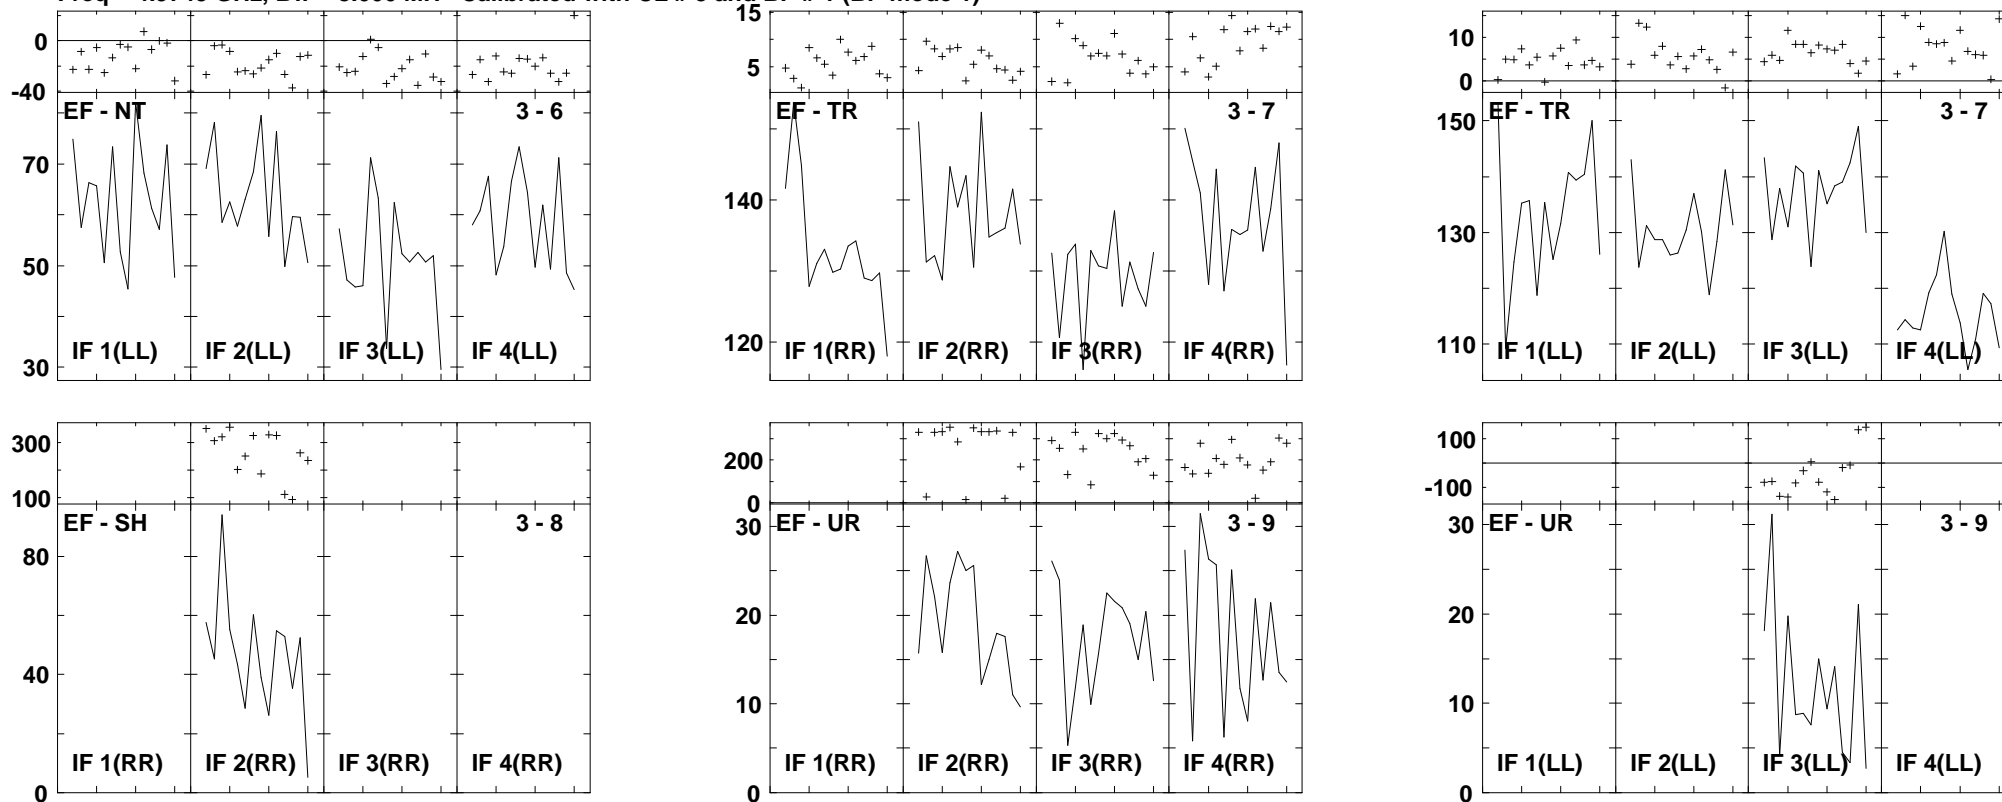 0
-40
EF - NT
3 - 6
70
50
30
IF 1(LL)
IF 2(LL)
IF 3(LL)
IF 4(LL)
15
5
EF - TR
3 - 7
140
120
IF 1(RR)
IF 2(RR)
IF 3(RR)
IF 4(RR)
10
0
EF - TR
3 - 7
150
130
110
IF 1(LL)
IF 2(LL)
IF 3(LL)
IF 4(LL)
300
100
EF - SH
3 - 8
80
40
0
IF 1(RR)
IF 2(RR)
IF 3(RR)
IF 4(RR)
200
0
EF - UR
3 - 9
30
20
10
0
IF 1(RR)
IF 2(RR)
IF 3(RR)
IF 4(RR)
100
-100
EF - UR
3 - 9
30
20
10
0
IF 1(LL)
IF 2(LL)
IF 3(LL)
IF 4(LL)